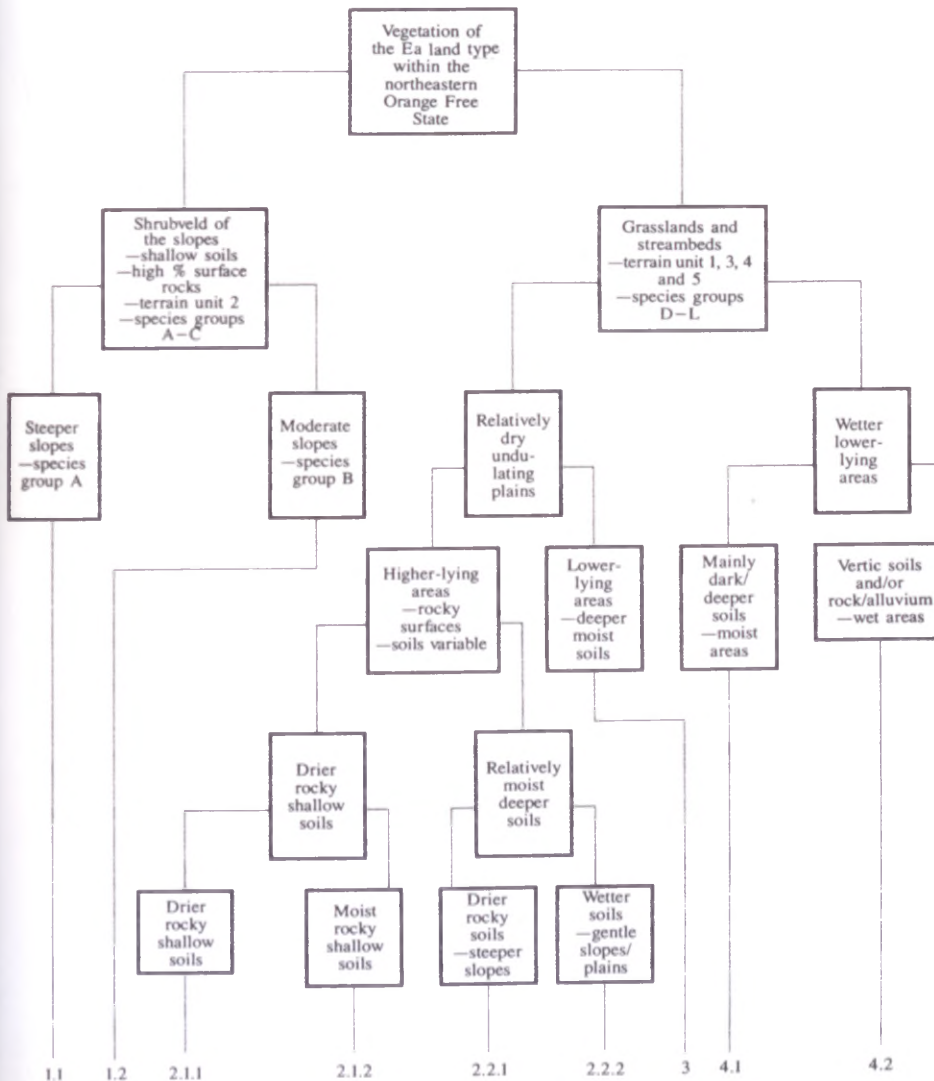 Vegetation of
the Ea land type
within the
northeastern
Orange Free
State
Shrubveld of
the slopes
—shallow soils
—high % surface
rocks
—terrain unit 2
—species groups
A–C
Grasslands and
streambeds
—terrain unit 1, 3, 4
and 5
—species groups
D–L
Steeper
slopes
—species
group A
Moderate
slopes
—species
group B
Relatively
dry
undu-
lating
plains
Wetter
lower-
lying
areas
Higher-lying
areas
—rocky
surfaces
—soils variable
Lower-
lying
areas
—deeper
moist
soils
Mainly
dark/
deeper
soils
—moist
areas
Vertic soils
and/or
rock/alluvium
—wet areas
Drier
rocky
shallow
soils
Relatively
moist
deeper
soils
Drier
rocky
shallow
soils
Moist
rocky
shallow
soils
Drier
rocky
soils
—steeper
slopes
Wetter
soils
—gentle
slopes/
plains
1.1 1.2 2.1.1 2.1.2 2.2.1 2.2.2 3 4.1 4.2